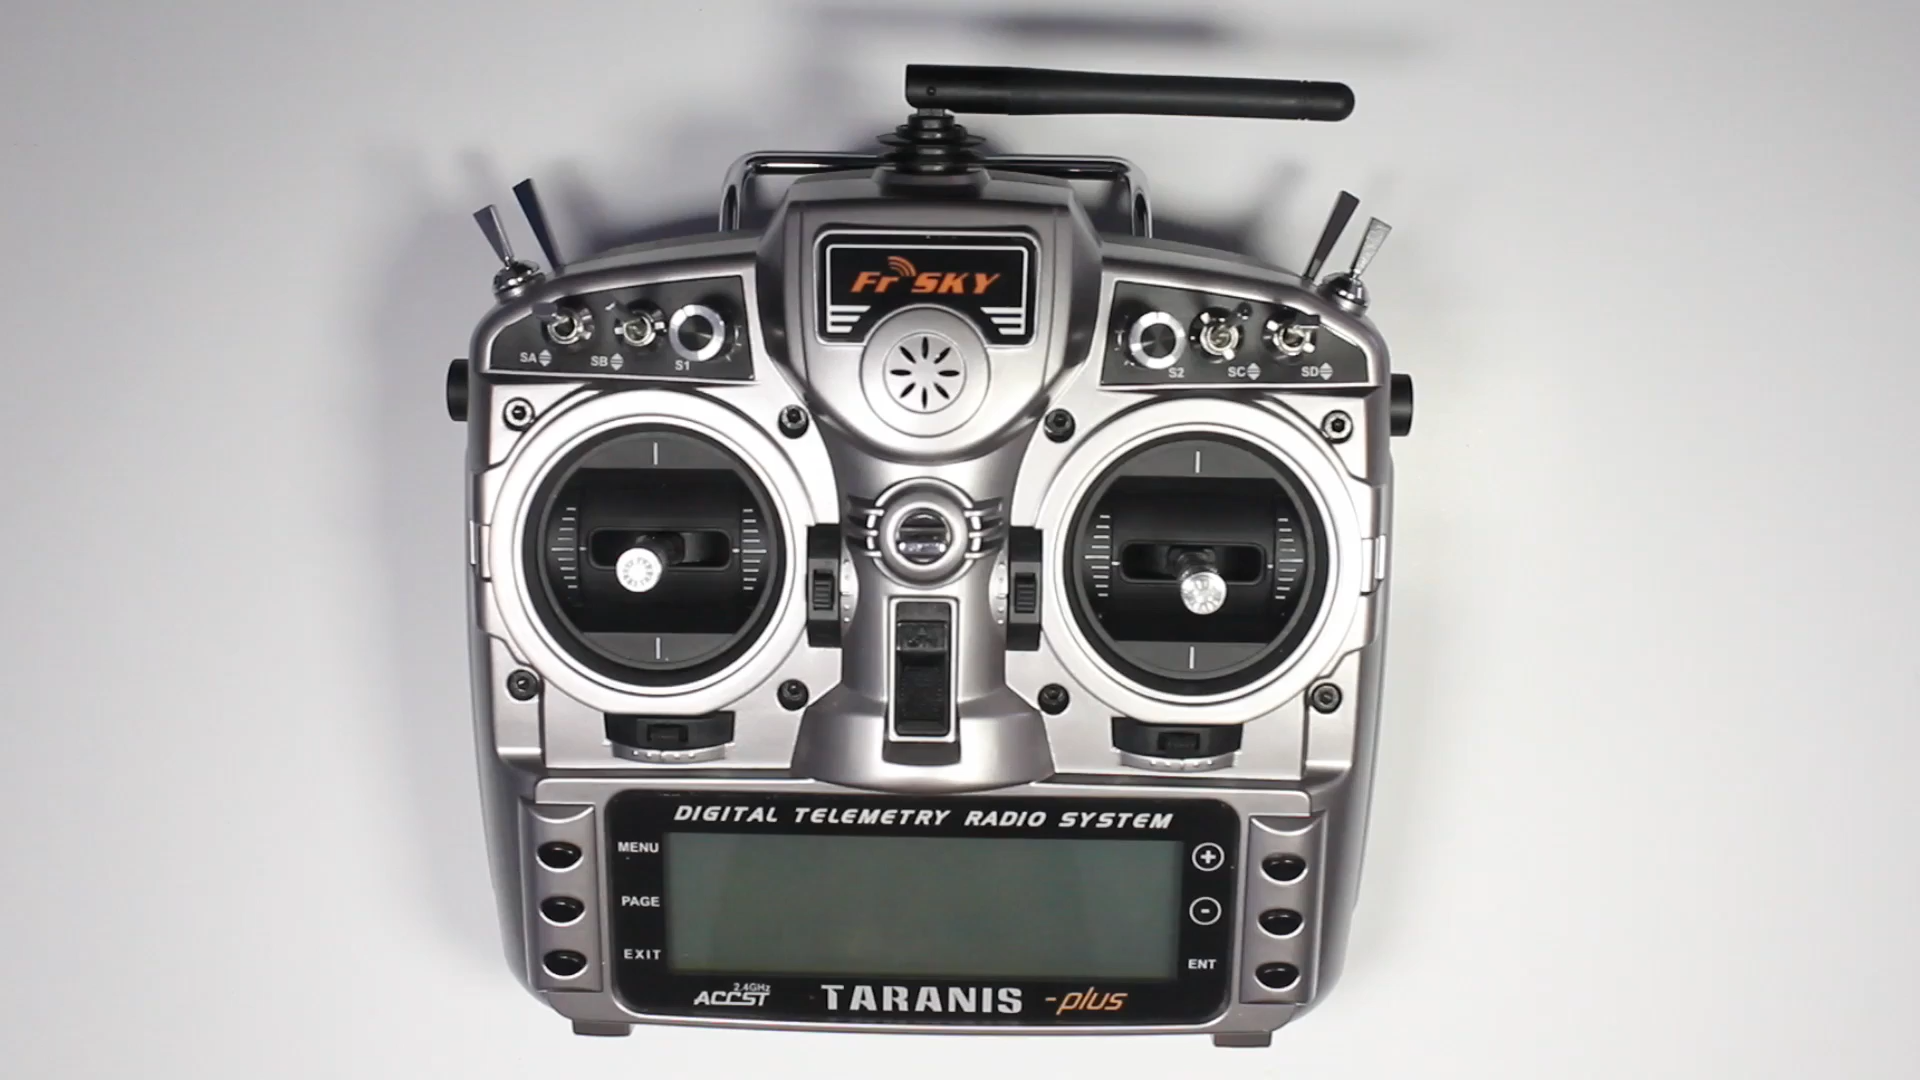 FrSKY
SA
SB
S1
S2
SC
SD
DIGITAL TELEMETRY RADIO SYSTEM
MENU
+
PAGE
-
EXIT
ENT
2.4GHz
ACCST
TARANIS -plus